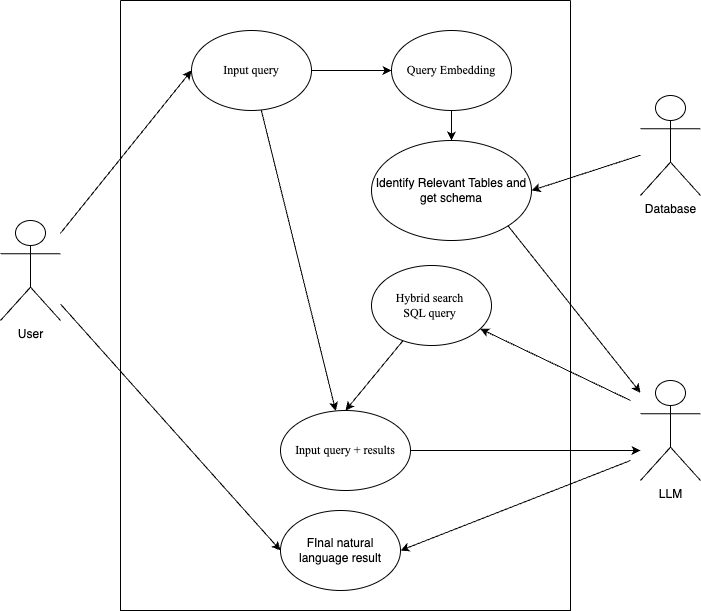 Input query
Query Embedding
Identify Relevant Tables and
get schema
Database
Hybrid search
SQL query
User
Input query + results
LLM
FInal natural
language result